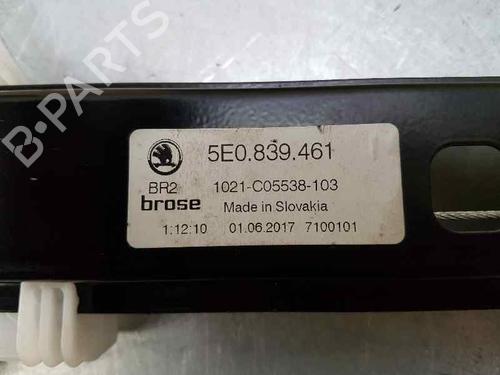 B-PARTS
5E0.839.461
BR2 1021-C05538-103
brose Made in Slovakia
1:12:10 01.06.2017 7100101